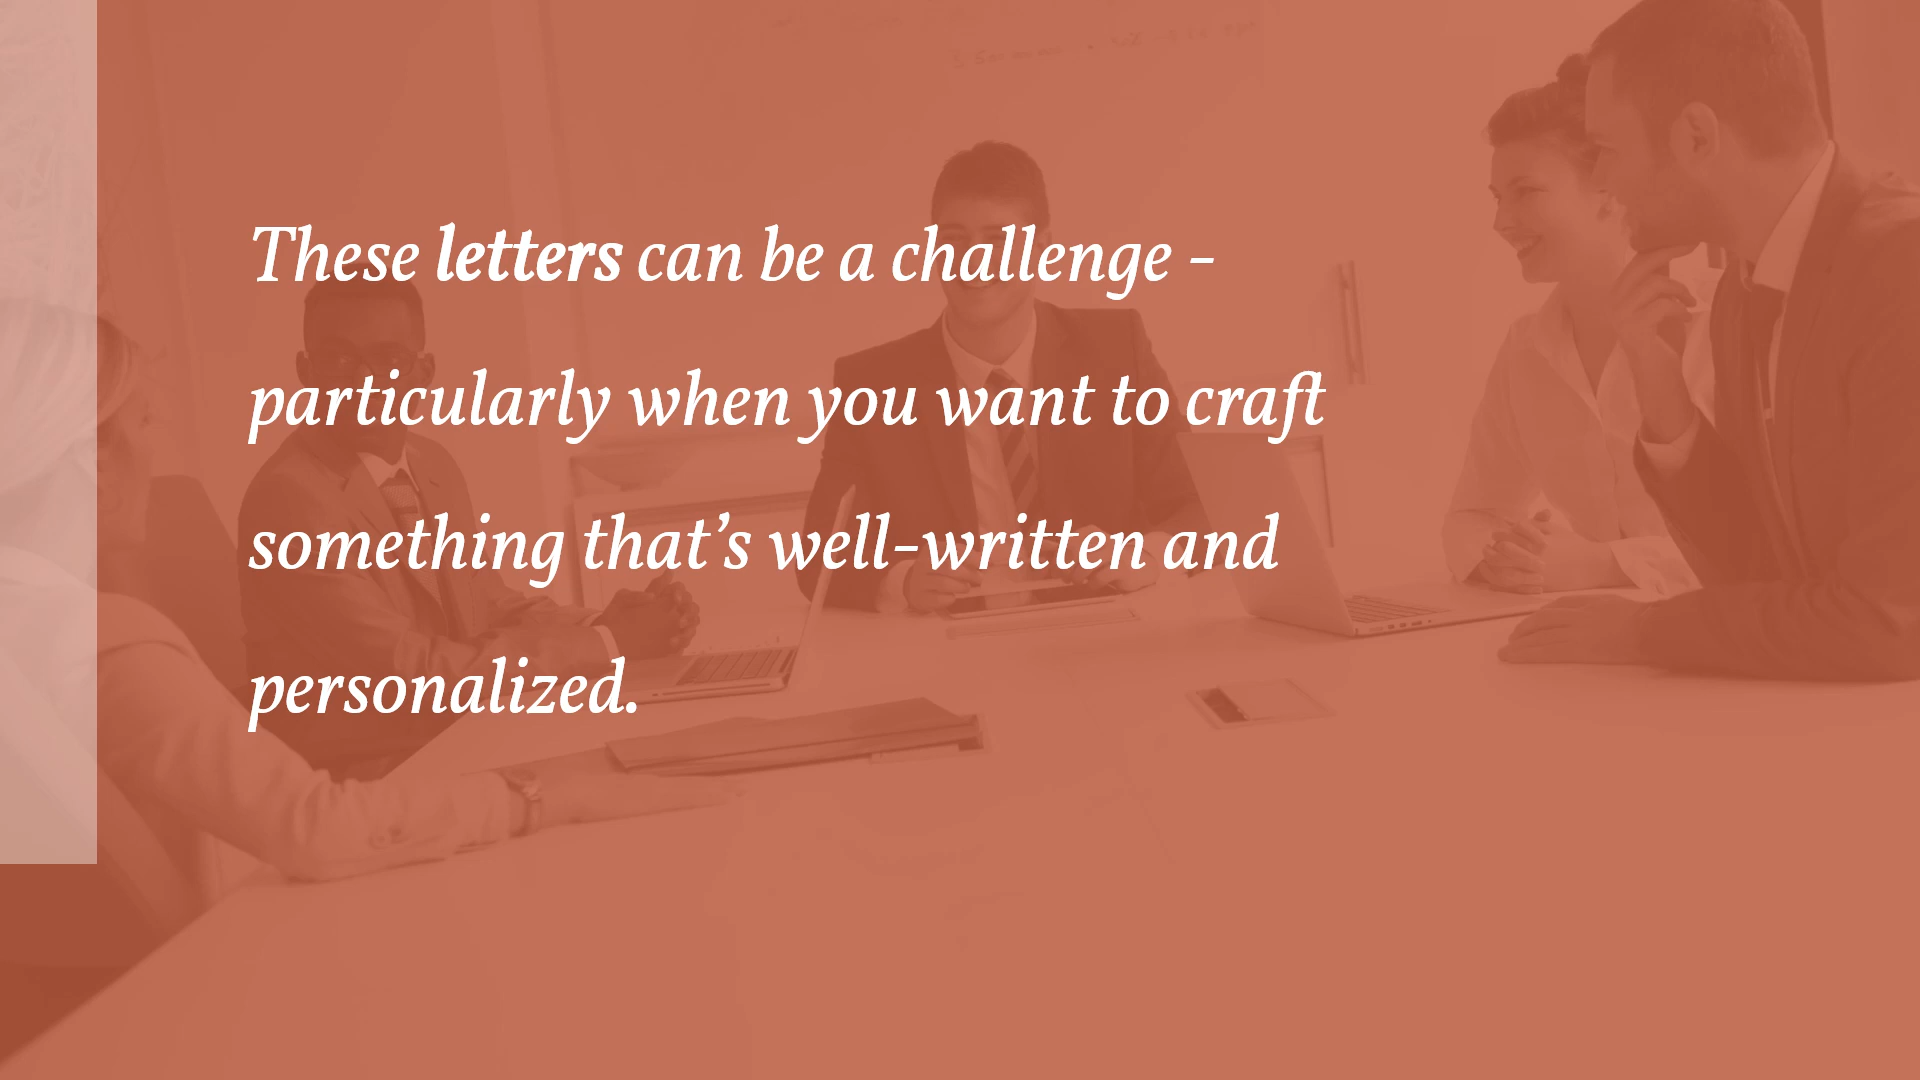 These letters can be a challenge -
particularly when you want to craft
something that’s well-written and
personalized.